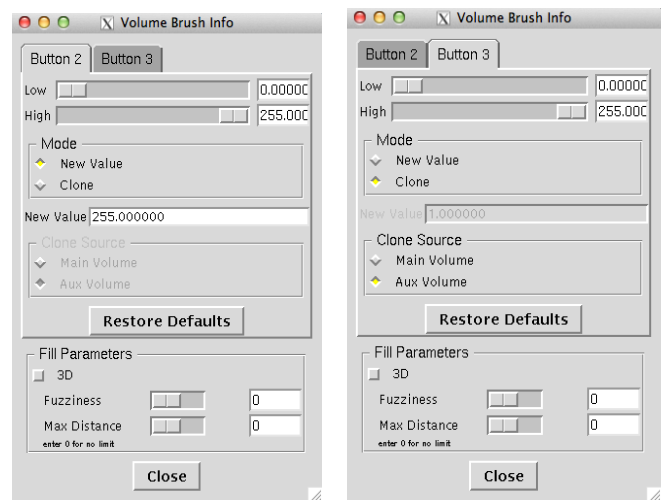 Volume Brush Info
Button 2 Button 3
Low 0.00000
High 255.000
Mode
New Value
Clone
New Value 255.000000
Clone Source
Main Volume
Aux Volume
Restore Defaults
Fill Parameters
3D
Fuzziness 0
Max Distance 0
enter 0 for no limit
Close
Volume Brush Info
Button 2 Button 3
Low 0.00000
High 255.000
Mode
New Value
Clone
New Value 1.000000
Clone Source
Main Volume
Aux Volume
Restore Defaults
Fill Parameters
3D
Fuzziness 0
Max Distance 0
enter 0 for no limit
Close